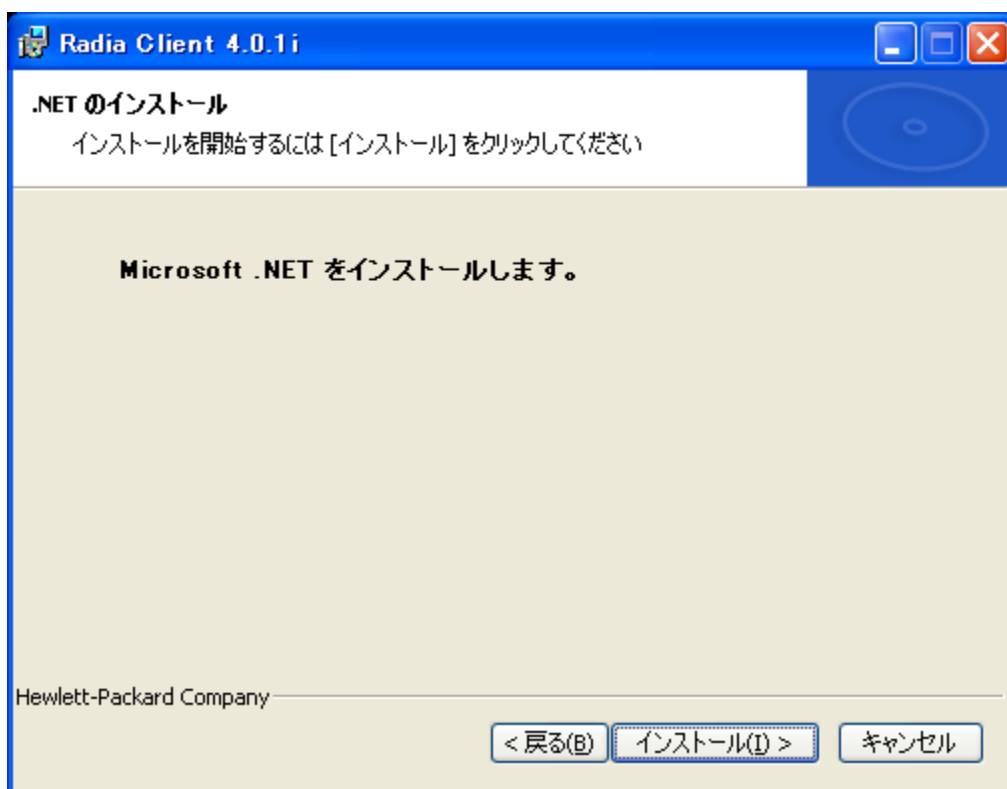 Radia Client 4.0.1i
.NET のインストール
インストールを開始するには [インストール] をクリックしてください
Microsoft .NET をインストールします。
Hewlett-Packard Company
< 戻る(B) インストール(I) > キャンセル